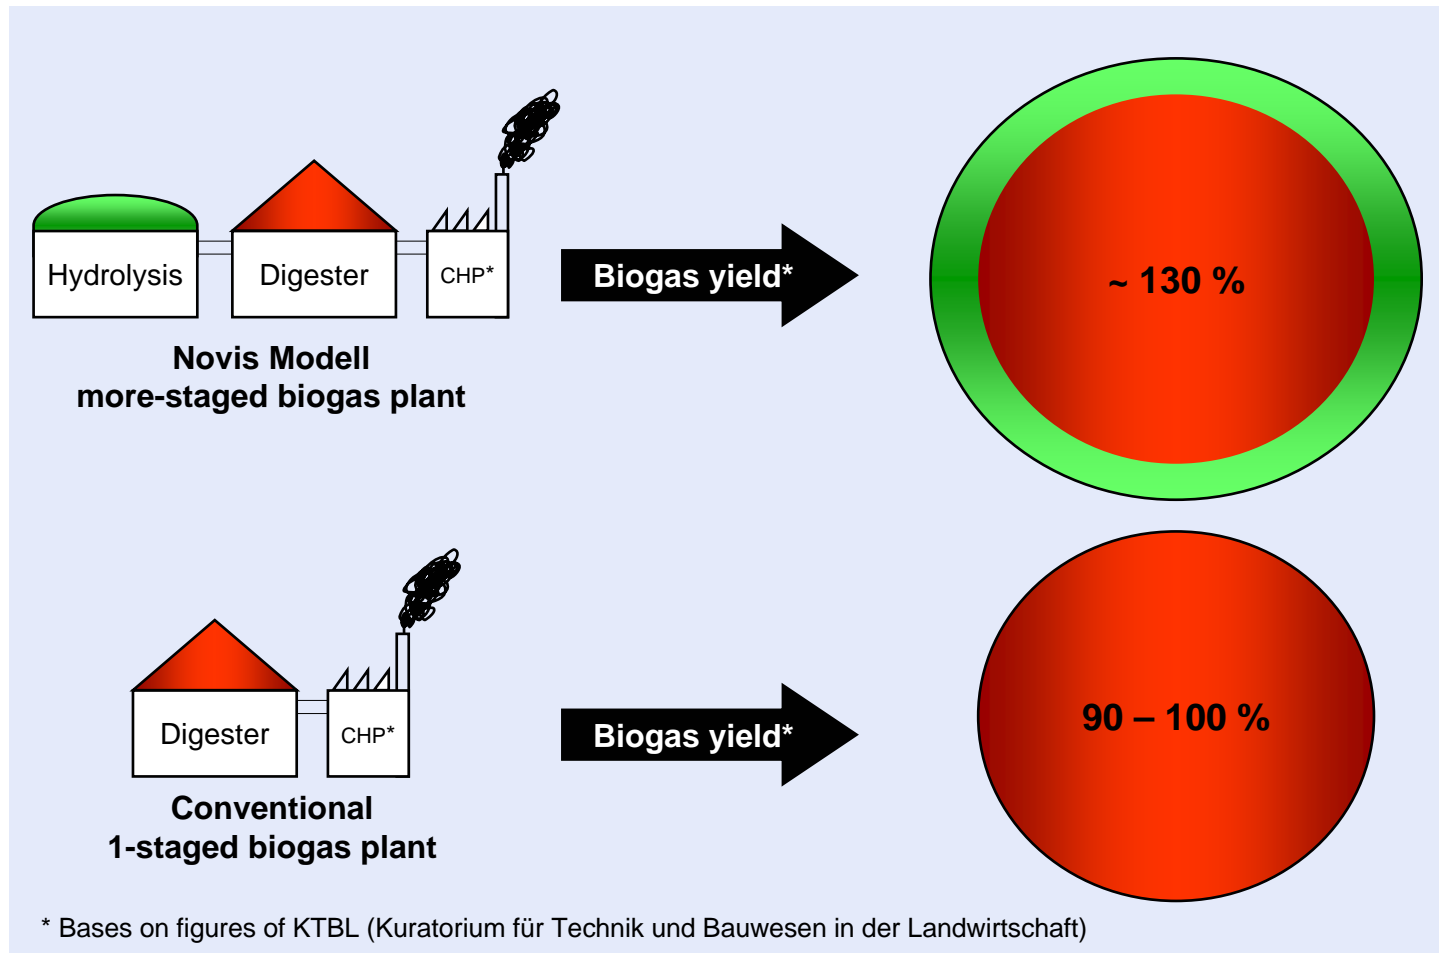 Hydrolysis
Digester
CHP*
Biogas yield*
~ 130 %
Novis Modell
more-staged biogas plant
Digester
CHP*
Biogas yield*
90 – 100 %
Conventional
1-staged biogas plant
* Bases on figures of KTBL (Kuratorium für Technik und Bauwesen in der Landwirtschaft)